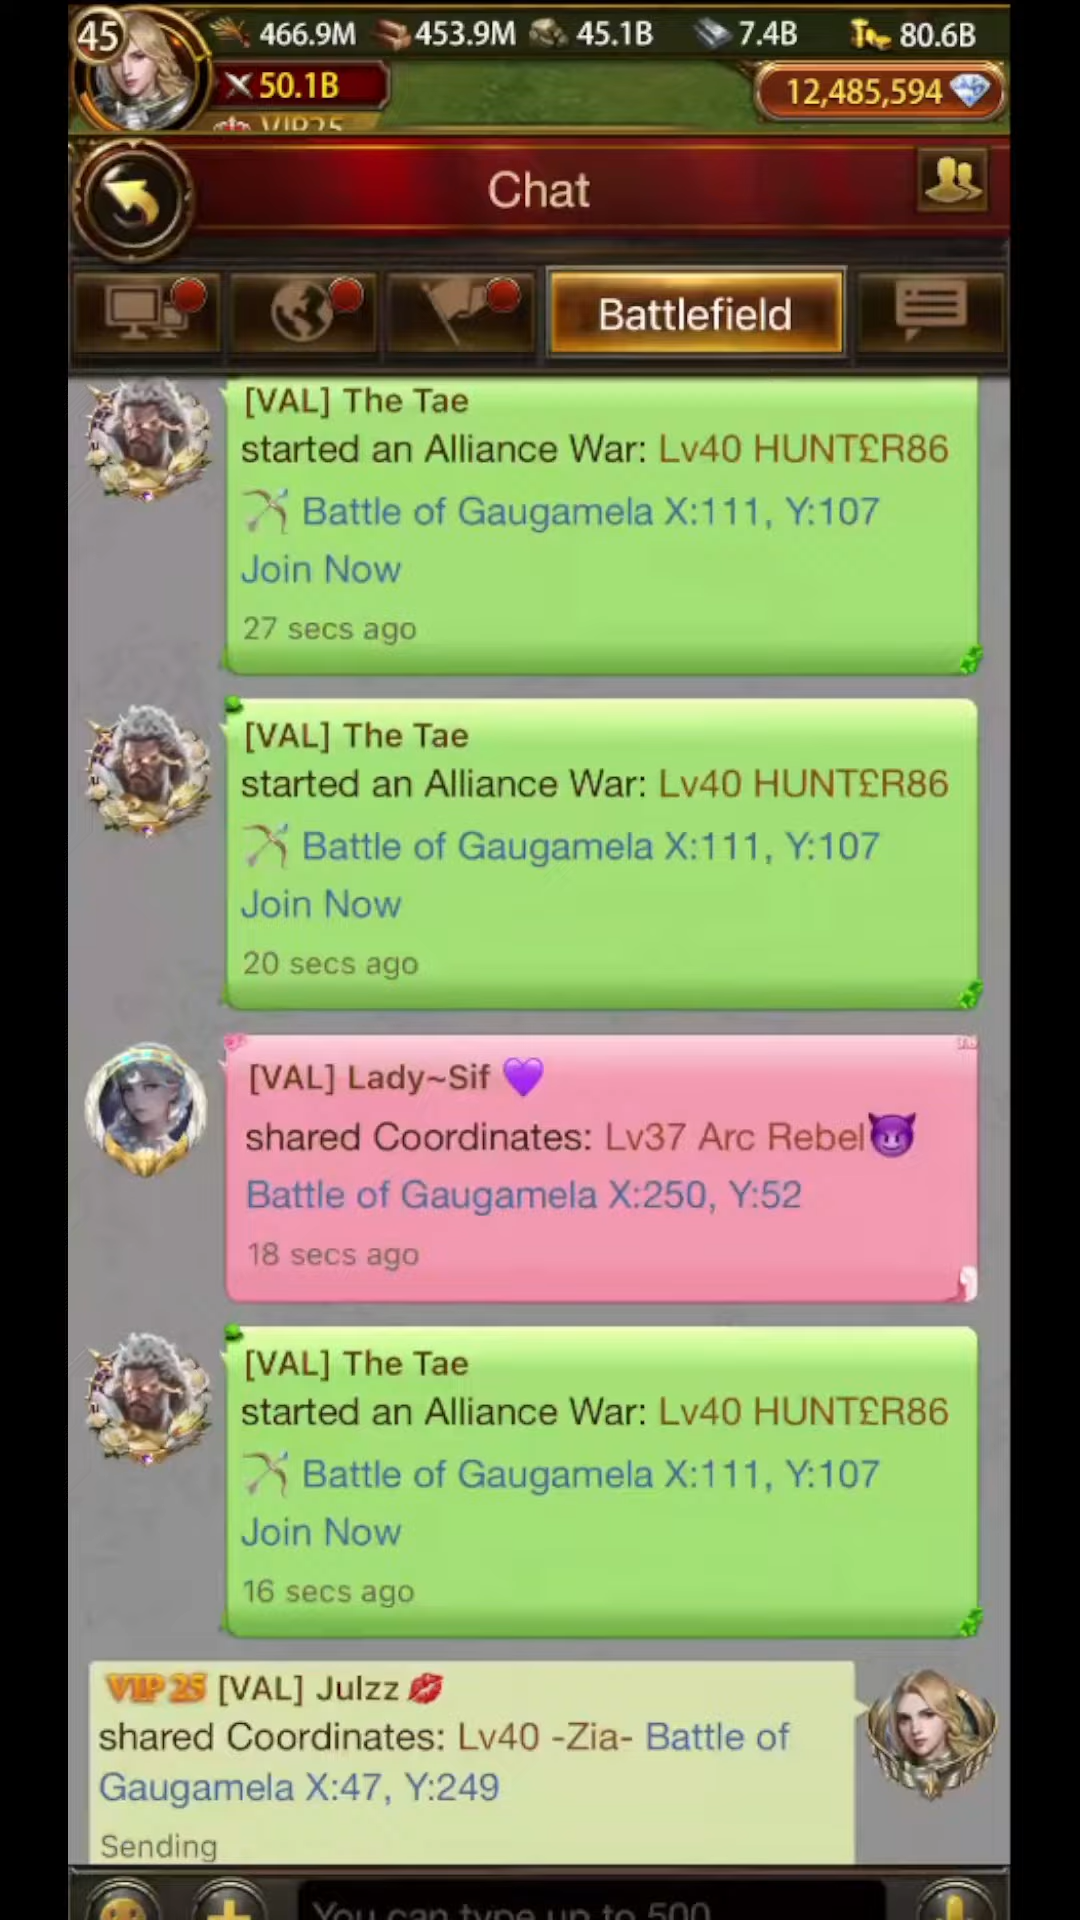 45 466.9M 453.9M 45.1B 7.4B 80.6B
50.1B 12,485,594
VIP25
Chat
Battlefield
[VAL] The Tae
started an Alliance War: Lv40 HUNT£R86
🏹 Battle of Gaugamela X:111, Y:107
Join Now
27 secs ago
[VAL] The Tae
started an Alliance War: Lv40 HUNT£R86
🏹 Battle of Gaugamela X:111, Y:107
Join Now
20 secs ago
[VAL] Lady~Sif 💜
shared Coordinates: Lv37 Arc Rebel😈
Battle of Gaugamela X:250, Y:52
18 secs ago
[VAL] The Tae
started an Alliance War: Lv40 HUNT£R86
🏹 Battle of Gaugamela X:111, Y:107
Join Now
16 secs ago
VIP 25 [VAL] Julzz💋
shared Coordinates: Lv40 -Zia- Battle of
Gaugamela X:47, Y:249
Sending
You can type up to 500